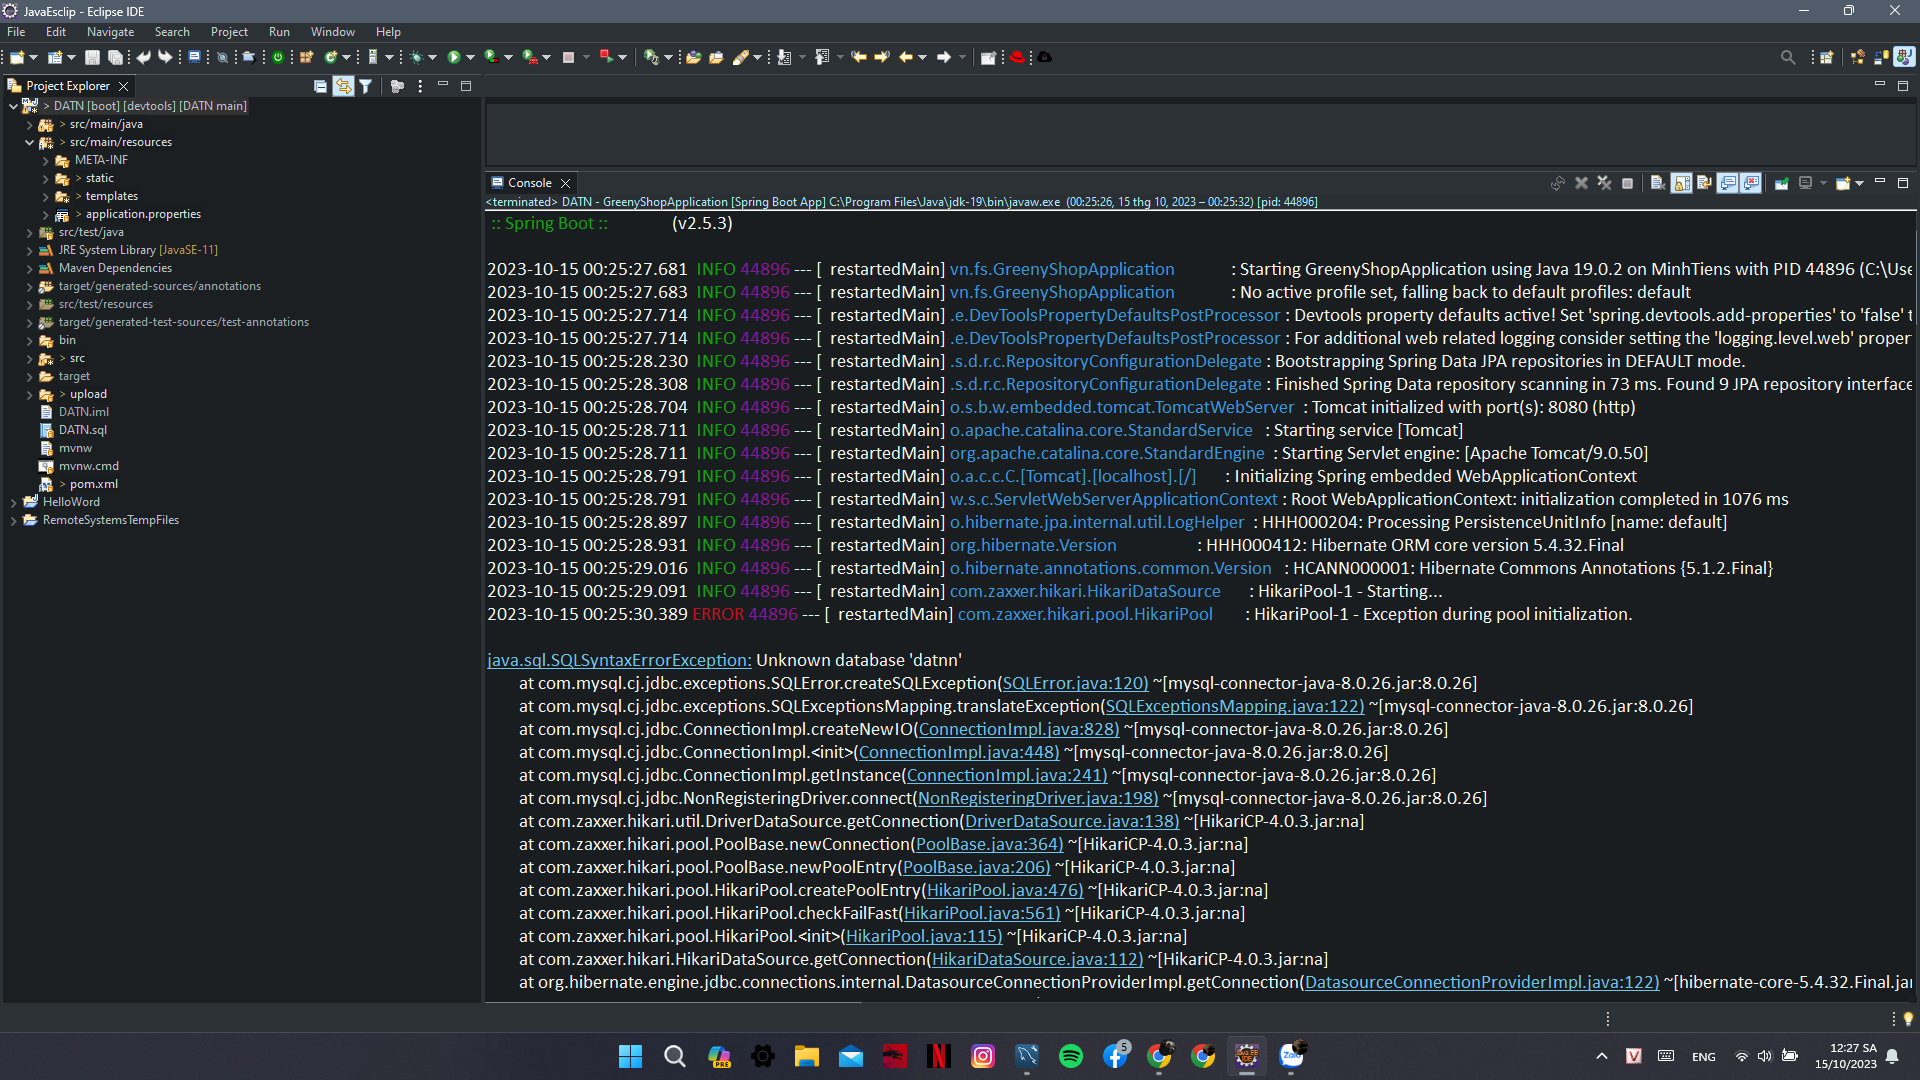 JavaEsclip - Eclipse IDE
File Edit Navigate Search Project Run Window Help
Project Explorer
> DATN [boot] [devtools] [DATN main]
> src/main/java
> src/main/resources
META-INF
> static
> templates
> application.properties
src/test/java
JRE System Library [JavaSE-11]
Maven Dependencies
target/generated-sources/annotations
src/test/resources
target/generated-test-sources/test-annotations
bin
> src
target
> upload
DATN.iml
DATN.sql
mvnw
mvnw.cmd
> pom.xml
HelloWord
RemoteSystemsTempFiles
Console
<terminated> DATN - GreenyShopApplication [Spring Boot App] C:\Program Files\Java\jdk-19\bin\javaw.exe (00:25:26, 15 thg 10, 2023 – 00:25:32) [pid: 44896]
:: Spring Boot :: (v2.5.3)
2023-10-15 00:25:27.681 INFO 44896 --- [ restartedMain] vn.fs.GreenyShopApplication : Starting GreenyShopApplication using Java 19.0.2 on MinhTiens with PID 44896 (C:\Use
2023-10-15 00:25:27.683 INFO 44896 --- [ restartedMain] vn.fs.GreenyShopApplication : No active profile set, falling back to default profiles: default
2023-10-15 00:25:27.714 INFO 44896 --- [ restartedMain] .e.DevToolsPropertyDefaultsPostProcessor : Devtools property defaults active! Set 'spring.devtools.add-properties' to 'false' t
2023-10-15 00:25:27.714 INFO 44896 --- [ restartedMain] .e.DevToolsPropertyDefaultsPostProcessor : For additional web related logging consider setting the 'logging.level.web' proper
2023-10-15 00:25:28.230 INFO 44896 --- [ restartedMain] .s.d.r.c.RepositoryConfigurationDelegate : Bootstrapping Spring Data JPA repositories in DEFAULT mode.
2023-10-15 00:25:28.308 INFO 44896 --- [ restartedMain] .s.d.r.c.RepositoryConfigurationDelegate : Finished Spring Data repository scanning in 73 ms. Found 9 JPA repository interface
2023-10-15 00:25:28.704 INFO 44896 --- [ restartedMain] o.s.b.w.embedded.tomcat.TomcatWebServer : Tomcat initialized with port(s): 8080 (http)
2023-10-15 00:25:28.711 INFO 44896 --- [ restartedMain] o.apache.catalina.core.StandardService : Starting service [Tomcat]
2023-10-15 00:25:28.711 INFO 44896 --- [ restartedMain] org.apache.catalina.core.StandardEngine : Starting Servlet engine: [Apache Tomcat/9.0.50]
2023-10-15 00:25:28.791 INFO 44896 --- [ restartedMain] o.a.c.c.C.[Tomcat].[localhost].[/] : Initializing Spring embedded WebApplicationContext
2023-10-15 00:25:28.791 INFO 44896 --- [ restartedMain] w.s.c.ServletWebServerApplicationContext : Root WebApplicationContext: initialization completed in 1076 ms
2023-10-15 00:25:28.897 INFO 44896 --- [ restartedMain] o.hibernate.jpa.internal.util.LogHelper : HHH000204: Processing PersistenceUnitInfo [name: default]
2023-10-15 00:25:28.931 INFO 44896 --- [ restartedMain] org.hibernate.Version : HHH000412: Hibernate ORM core version 5.4.32.Final
2023-10-15 00:25:29.016 INFO 44896 --- [ restartedMain] o.hibernate.annotations.common.Version : HCANN000001: Hibernate Commons Annotations {5.1.2.Final}
2023-10-15 00:25:29.091 INFO 44896 --- [ restartedMain] com.zaxxer.hikari.HikariDataSource : HikariPool-1 - Starting...
2023-10-15 00:25:30.389 ERROR 44896 --- [ restartedMain] com.zaxxer.hikari.pool.HikariPool : HikariPool-1 - Exception during pool initialization.
java.sql.SQLSyntaxErrorException: Unknown database 'datnn'
at com.mysql.cj.jdbc.exceptions.SQLError.createSQLException(SQLError.java:120) ~[mysql-connector-java-8.0.26.jar:8.0.26]
at com.mysql.cj.jdbc.exceptions.SQLExceptionsMapping.translateException(SQLExceptionsMapping.java:122) ~[mysql-connector-java-8.0.26.jar:8.0.26]
at com.mysql.cj.jdbc.ConnectionImpl.createNewIO(ConnectionImpl.java:828) ~[mysql-connector-java-8.0.26.jar:8.0.26]
at com.mysql.cj.jdbc.ConnectionImpl.<init>(ConnectionImpl.java:448) ~[mysql-connector-java-8.0.26.jar:8.0.26]
at com.mysql.cj.jdbc.ConnectionImpl.getInstance(ConnectionImpl.java:241) ~[mysql-connector-java-8.0.26.jar:8.0.26]
at com.mysql.cj.jdbc.NonRegisteringDriver.connect(NonRegisteringDriver.java:198) ~[mysql-connector-java-8.0.26.jar:8.0.26]
at com.zaxxer.hikari.util.DriverDataSource.getConnection(DriverDataSource.java:138) ~[HikariCP-4.0.3.jar:na]
at com.zaxxer.hikari.pool.PoolBase.newConnection(PoolBase.java:364) ~[HikariCP-4.0.3.jar:na]
at com.zaxxer.hikari.pool.PoolBase.newPoolEntry(PoolBase.java:206) ~[HikariCP-4.0.3.jar:na]
at com.zaxxer.hikari.pool.HikariPool.createPoolEntry(HikariPool.java:476) ~[HikariCP-4.0.3.jar:na]
at com.zaxxer.hikari.pool.HikariPool.checkFailFast(HikariPool.java:561) ~[HikariCP-4.0.3.jar:na]
at com.zaxxer.hikari.pool.HikariPool.<init>(HikariPool.java:115) ~[HikariCP-4.0.3.jar:na]
at com.zaxxer.hikari.HikariDataSource.getConnection(HikariDataSource.java:112) ~[HikariCP-4.0.3.jar:na]
at org.hibernate.engine.jdbc.connections.internal.DatasourceConnectionProviderImpl.getConnection(DatasourceConnectionProviderImpl.java:122) ~[hibernate-core-5.4.32.Final.jar
PRE
N
5
Zalo
V
ENG
12:27 SA
15/10/2023